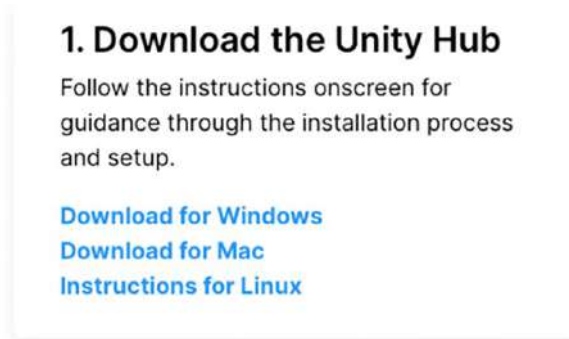 1. Download the Unity Hub
Follow the instructions onscreen for
guidance through the installation process
and setup.
Download for Windows
Download for Mac
Instructions for Linux